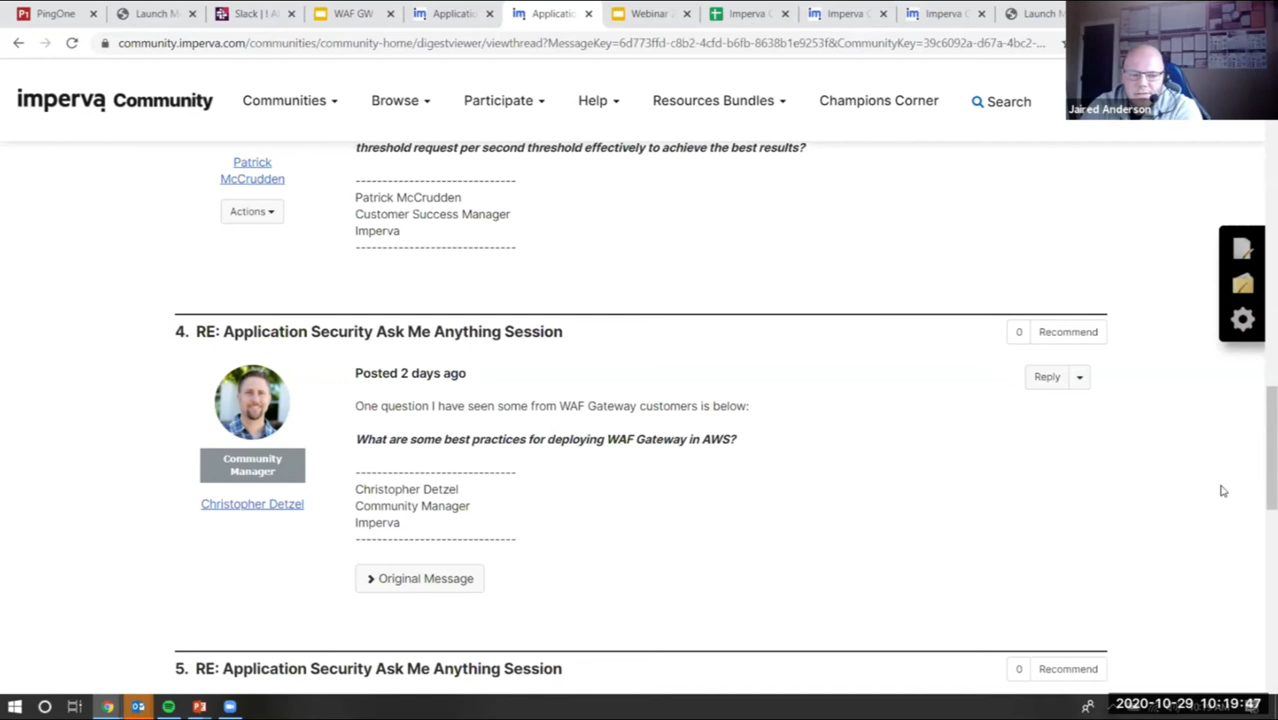 PingOne
Launch M
Slack | I A
WAF GW
Applicatio
Applicatio
Webinar 2
Imperva C
Imperva C
Imperva C
Launch M
community.imperva.com/communities/community-home/digestviewer/viewthread?MessageKey=6d773ffd-c8b2-4cfd-b6fb-8638b1e9253f&CommunityKey=39c6092a-d67a-4bc2-...
imperva Community
Communities
Browse
Participate
Help
Resources Bundles
Champions Corner
Search
Jaired Anderson
threshold request per second threshold effectively to achieve the best results?
Patrick
McCrudden
Actions
------------------------------
Patrick McCrudden
Customer Success Manager
Imperva
------------------------------
4. RE: Application Security Ask Me Anything Session
0 Recommend
Community
Manager
Christopher Detzel
Posted 2 days ago
Reply
One question I have seen some from WAF Gateway customers is below:
What are some best practices for deploying WAF Gateway in AWS?
------------------------------
Christopher Detzel
Community Manager
Imperva
------------------------------
Original Message
5. RE: Application Security Ask Me Anything Session
0 Recommend
2020-10-29 10:19:47